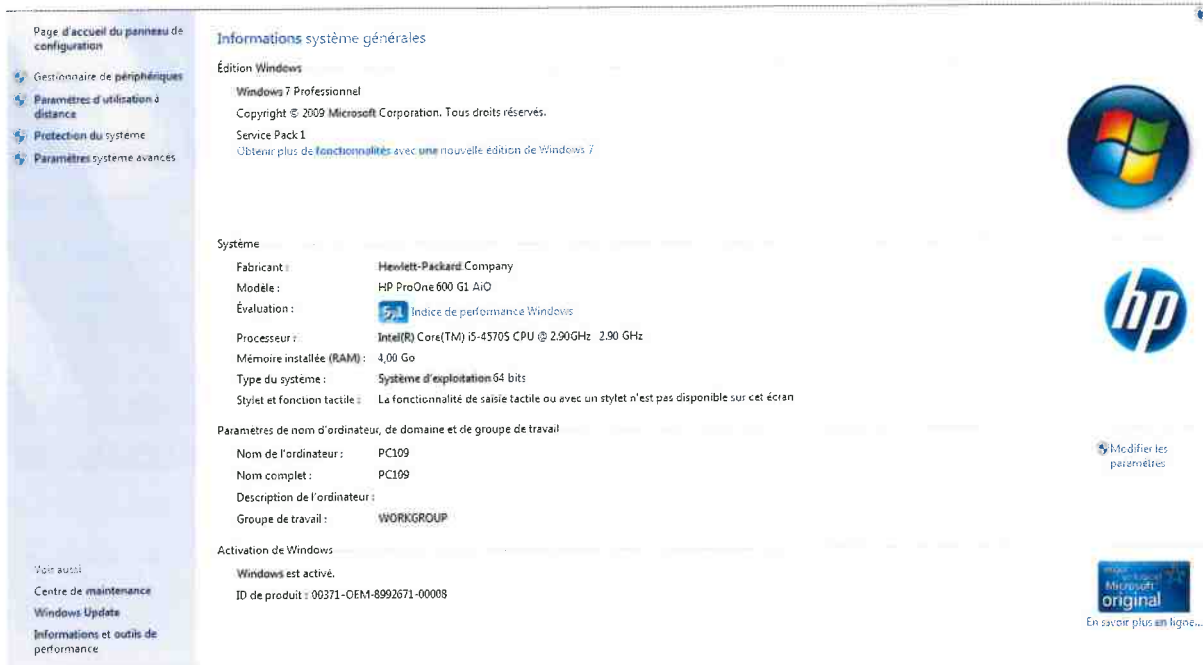 Page d'accueil du panneau de
configuration
Gestionnaire de périphériques
Paramètres d'utilisation à
distance
Protection du système
Paramètres système avancés
Informations système générales
Édition Windows
Windows 7 Professionnel
Copyright © 2009 Microsoft Corporation. Tous droits réservés.
Service Pack 1
Obtenir plus de fonctionnalités avec une nouvelle édition de Windows 7
Système
Fabricant : Hewlett-Packard Company
Modèle : HP ProOne 600 G1 AiO
Évaluation : 5,1 Indice de performance Windows
Processeur : Intel(R) Core(TM) i5-4570S CPU @ 2.90GHz 2.90 GHz
Mémoire installée (RAM) : 4,00 Go
Type du système : Système d'exploitation 64 bits
Stylet et fonction tactile : La fonctionnalité de saisie tactile ou avec un stylet n'est pas disponible sur cet écran
hp
Paramètres de nom d'ordinateur, de domaine et de groupe de travail
Nom de l'ordinateur : PC109
Nom complet : PC109
Description de l'ordinateur :
Groupe de travail : WORKGROUP
Modifier les
paramètres
Activation de Windows
Windows est activé.
ID de produit : 00371-OEM-8992671-00008
Microsoft
original
En savoir plus en ligne...
Voir aussi
Centre de maintenance
Windows Update
Informations et outils de
performance